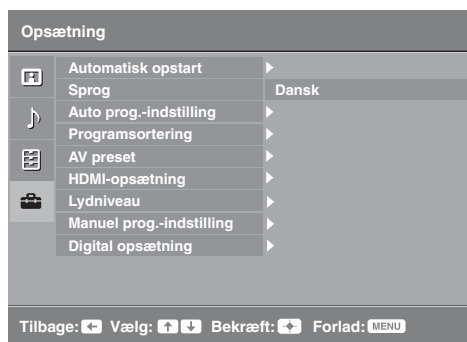 Opsætning
Automatisk opstart
Sprog Dansk
Auto prog.-indstilling
Programsortering
AV preset
HDMI-opsætning
Lydniveau
Manuel prog.-indstilling
Digital opsætning
Tilbage: Vælg: Bekræft: Forlad: MENU